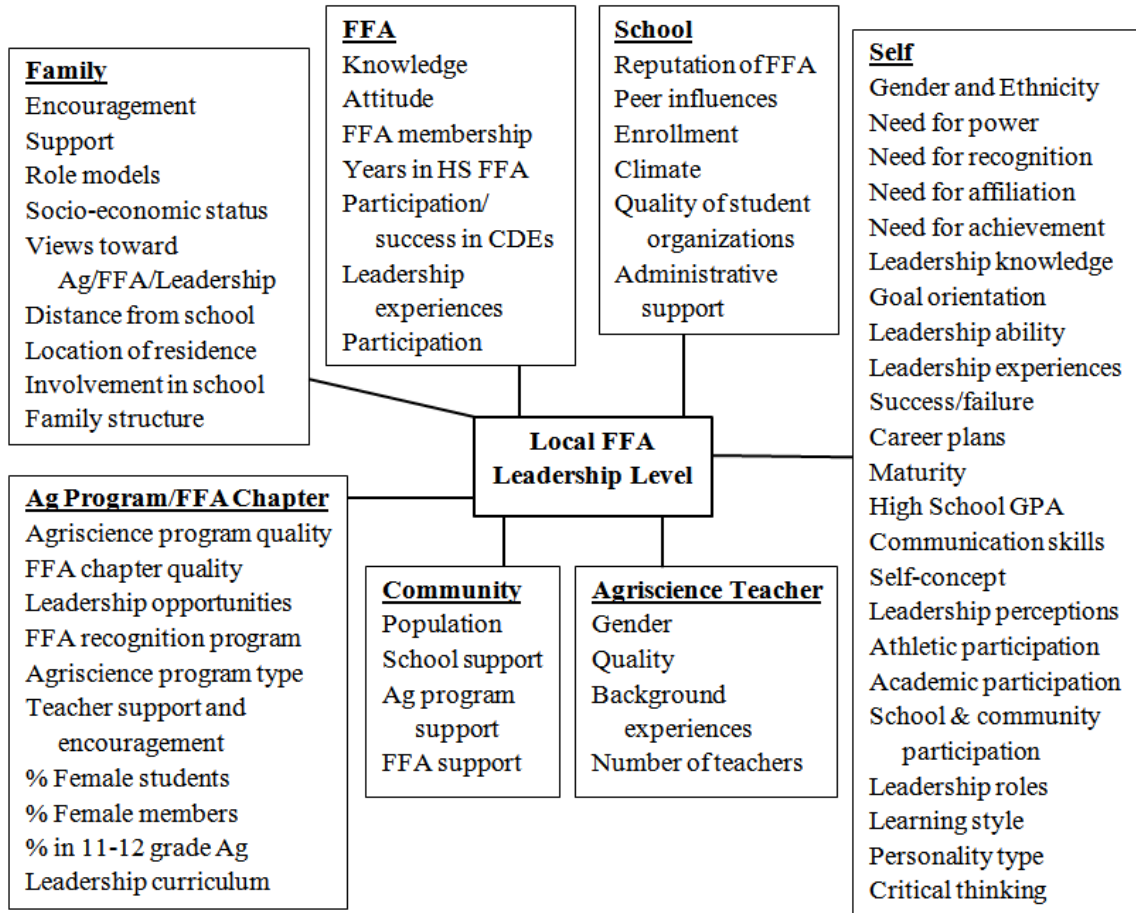 Family
Encouragement
Support
Role models
Socio-economic status
Views toward
Ag/FFA/Leadership
Distance from school
Location of residence
Involvement in school
Family structure
FFA
Knowledge
Attitude
FFA membership
Years in HS FFA
Participation/
success in CDEs
Leadership
experiences
Participation
School
Reputation of FFA
Peer influences
Enrollment
Climate
Quality of student
organizations
Administrative
support
Self
Gender and Ethnicity
Need for power
Need for recognition
Need for affiliation
Need for achievement
Leadership knowledge
Goal orientation
Leadership ability
Leadership experiences
Success/failure
Career plans
Maturity
High School GPA
Communication skills
Self-concept
Leadership perceptions
Athletic participation
Academic participation
School & community
participation
Leadership roles
Learning style
Personality type
Critical thinking
Local FFA
Leadership Level
Ag Program/FFA Chapter
Agriscience program quality
FFA chapter quality
Leadership opportunities
FFA recognition program
Agriscience program type
Teacher support and
encouragement
% Female students
% Female members
% in 11-12 grade Ag
Leadership curriculum
Community
Population
School support
Ag program
support
FFA support
Agriscience Teacher
Gender
Quality
Background
experiences
Number of teachers